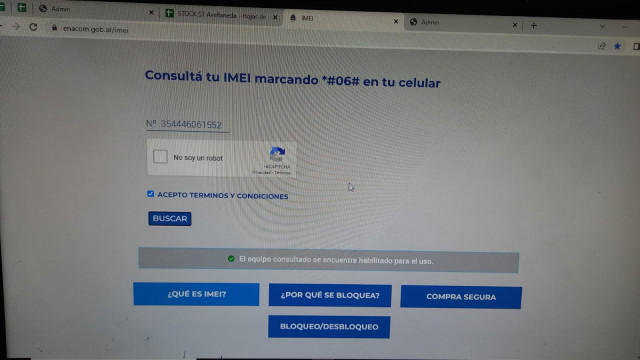 Admin
STOCK ST Avellaneda - Hojas de
IMEI
Admin
enacom.gob.ar/imei
Consultá tu IMEI marcando *#06# en tu celular
Nº 354446061552
No soy un robot
reCAPTCHA
Privacidad - Términos
ACEPTO TERMINOS Y CONDICIONES
BUSCAR
El equipo consultado se encuentra habilitado para el uso.
¿QUÉ ES IMEI?
¿POR QUÉ SE BLOQUEA?
COMPRA SEGURA
BLOQUEO/DESBLOQUEO